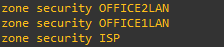 zone security OFFICE2LAN
zone security OFFICE1LAN
zone security ISP